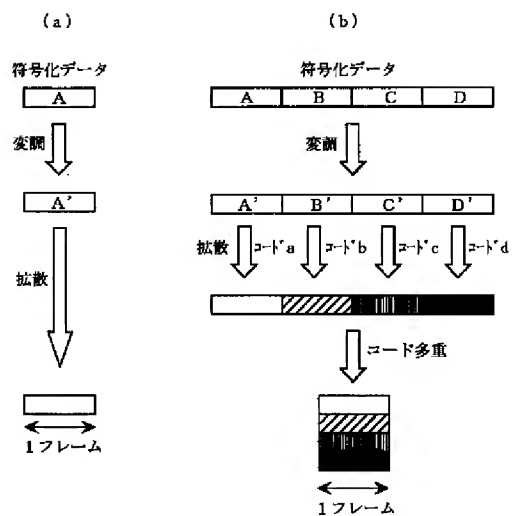 (a)
符号化データ
A
変調
A'
拡散
1フレーム
(b)
符号化データ
A B C D
変調
A' B' C' D'
拡散 コードa コードb コードc コードd
コード多重
1フレーム